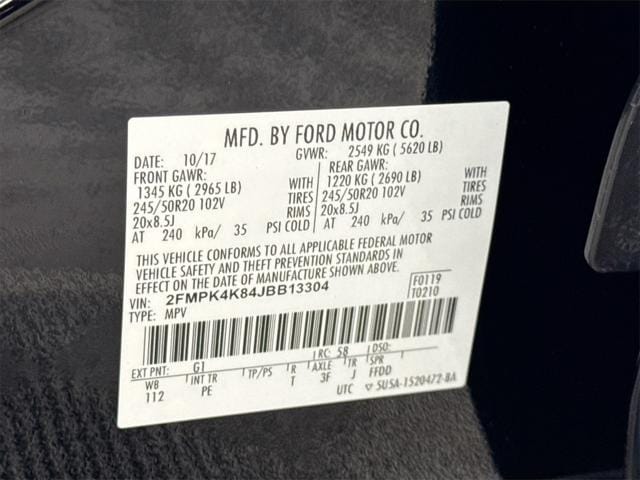 MFD. BY FORD MOTOR CO.
DATE: 10/17 GVWR: 2549 KG ( 5620 LB)
FRONT GAWR: REAR GAWR:
1345 KG ( 2965 LB) WITH 1220 KG ( 2690 LB) WITH
245/50R20 102V TIRES 245/50R20 102V TIRES
20x8.5J RIMS 20x8.5J RIMS
AT 240 kPa/ 35 PSI COLD AT 240 kPa/ 35 PSI COLD
THIS VEHICLE CONFORMS TO ALL APPLICABLE FEDERAL MOTOR
VEHICLE SAFETY AND THEFT PREVENTION STANDARDS IN
EFFECT ON THE DATE OF MANUFACTURE SHOWN ABOVE.
VIN: 2FMPK4K84JBB13304 F0119
TYPE: MPV T0210
EXT PNT: G1 RC: 58 DSO:
WB INT TR TP/PS R AXLE TR SPR
112 PE T 3F J FFDD
UTC ▽ 5USA-1520472-BA